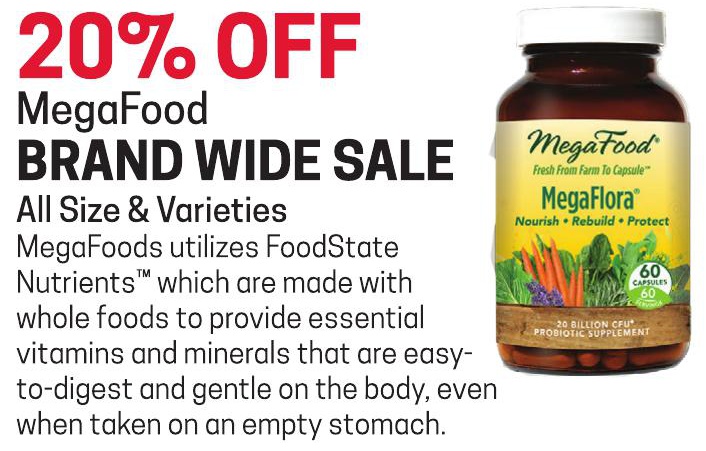 20% OFF
MegaFood
BRAND WIDE SALE
All Size & Varieties
MegaFoods utilizes FoodState
Nutrients™ which are made with
whole foods to provide essential
vitamins and minerals that are easy-
to-digest and gentle on the body, even
when taken on an empty stomach.
MegaFood®
Fresh From Farm To Capsule™
MegaFlora®
Nourish • Rebuild • Protect
60
CAPSULES
60
SERVINGS
20 BILLION CFU*
PROBIOTIC SUPPLEMENT